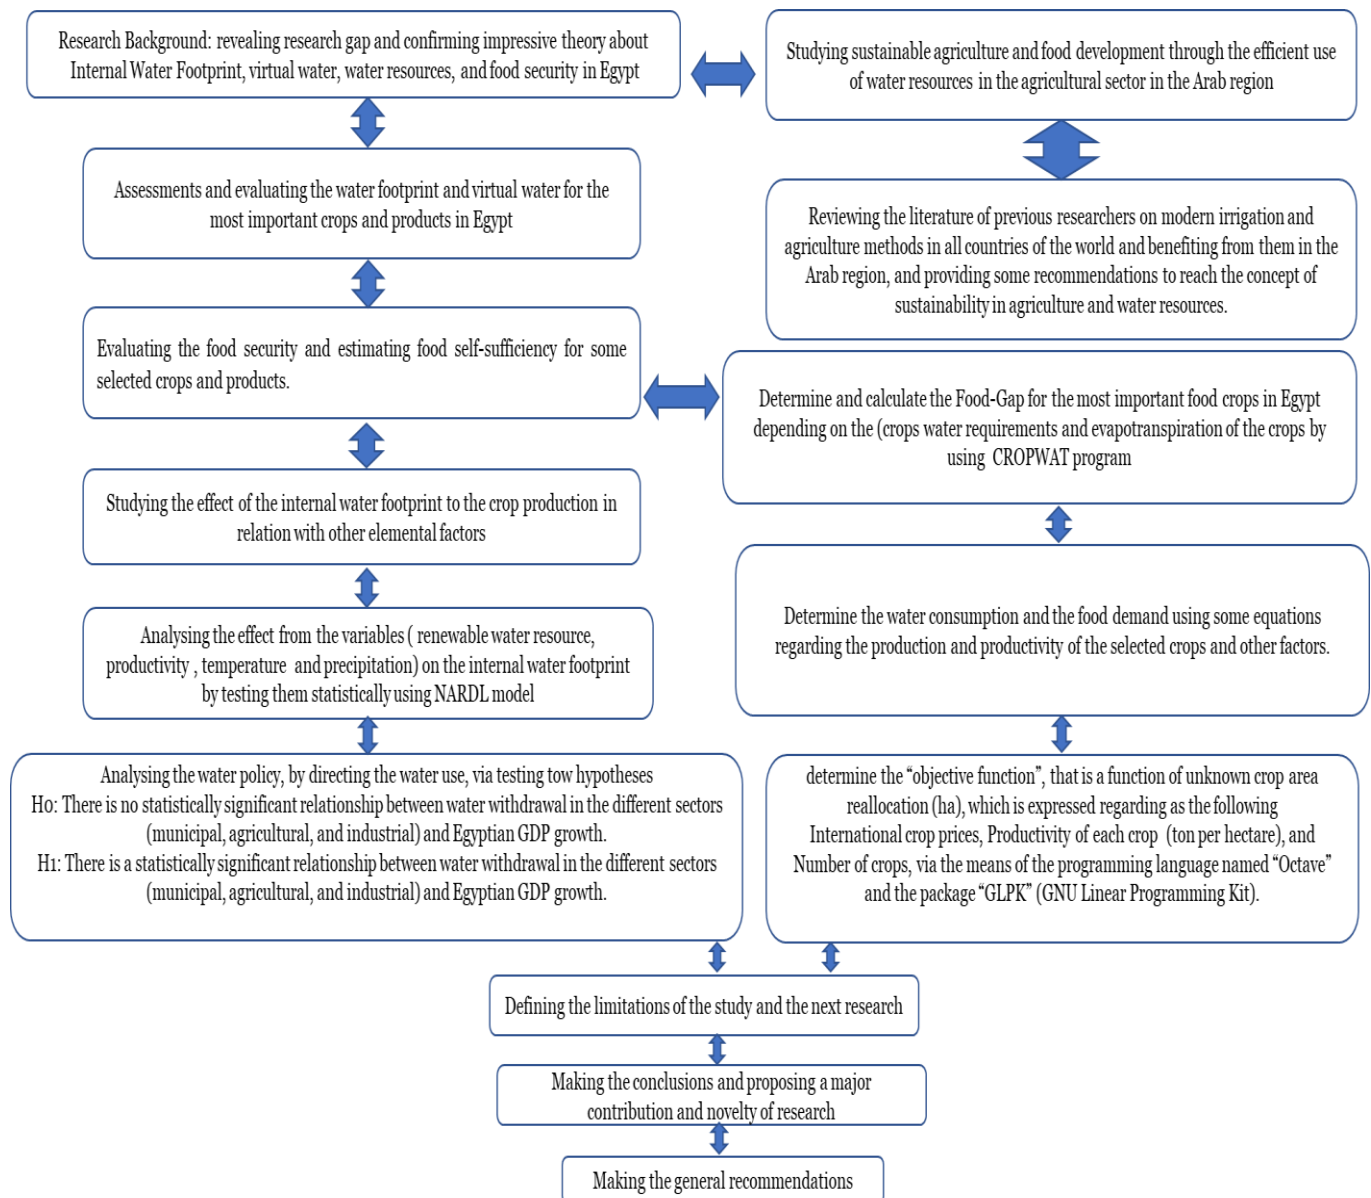 Research Background: revealing research gap and confirming impressive theory about
Internal Water Footprint, virtual water, water resources, and food security in Egypt
Studying sustainable agriculture and food development through the efficient use
of water resources in the agricultural sector in the Arab region
Assessments and evaluating the water footprint and virtual water for the
most important crops and products in Egypt
Reviewing the literature of previous researchers on modern irrigation and
agriculture methods in all countries of the world and benefiting from them in the
Arab region, and providing some recommendations to reach the concept of
sustainability in agriculture and water resources.
Evaluating the food security and estimating food self-sufficiency for some
selected crops and products.
Determine and calculate the Food-Gap for the most important food crops in Egypt
depending on the (crops water requirements and evapotranspiration of the crops by
using CROPWAT program
Studying the effect of the internal water footprint to the crop production in
relation with other elemental factors
Determine the water consumption and the food demand using some equations
regarding the production and productivity of the selected crops and other factors.
Analysing the effect from the variables ( renewable water resource,
productivity , temperature and precipitation) on the internal water footprint
by testing them statistically using NARDL model
Analysing the water policy, by directing the water use, via testing tow hypotheses
H0: There is no statistically significant relationship between water withdrawal in the different sectors
(municipal, agricultural, and industrial) and Egyptian GDP growth.
H1: There is a statistically significant relationship between water withdrawal in the different sectors
(municipal, agricultural, and industrial) and Egyptian GDP growth.
determine the “objective function”, that is a function of unknown crop area
reallocation (ha), which is expressed regarding as the following
International crop prices, Productivity of each crop (ton per hectare), and
Number of crops, via the means of the programming language named “Octave”
and the package “GLPK” (GNU Linear Programming Kit).
Defining the limitations of the study and the next research
Making the conclusions and proposing a major
contribution and novelty of research
Making the general recommendations